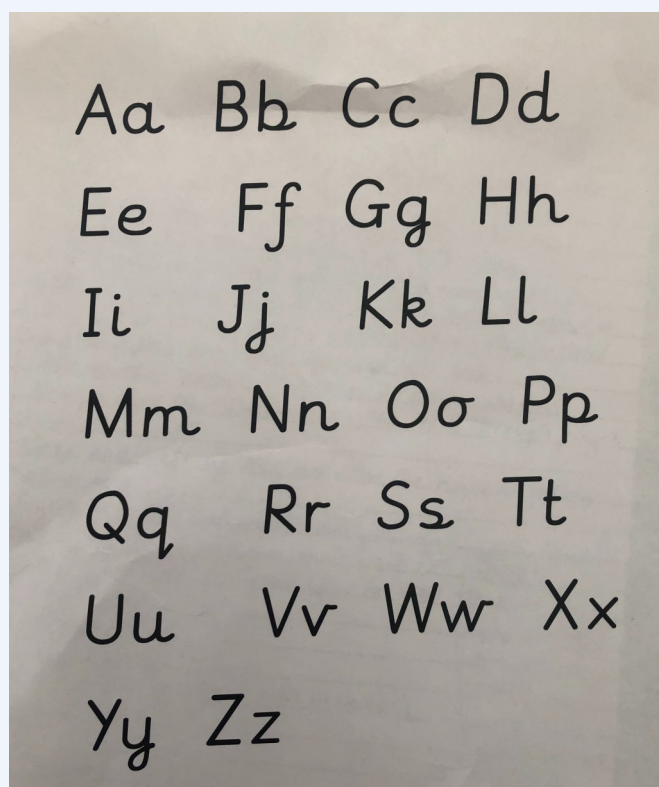 Aa Bb Cc Dd
Ee Ff Gg Hh
Ii Jj Kk Ll
Mm Nn Oo Pp
Qq Rr Ss Tt
Uu Vv Ww Xx
Yy Zz